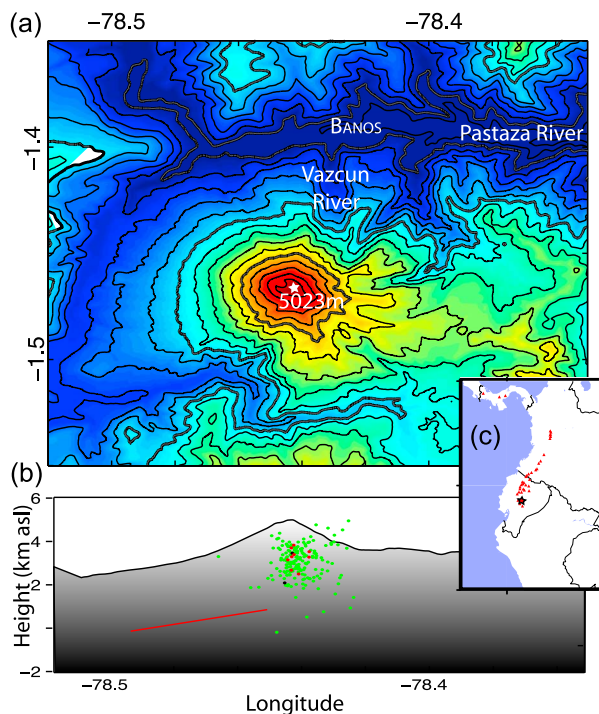 −78.5 −78.4
(a)
BANOS
Pastaza River
−1.4
Vazcun
River
5023m
−1.5
(c)
(b)
6
4
2
0
−2
Height (km asl)
−78.5 −78.4
Longitude